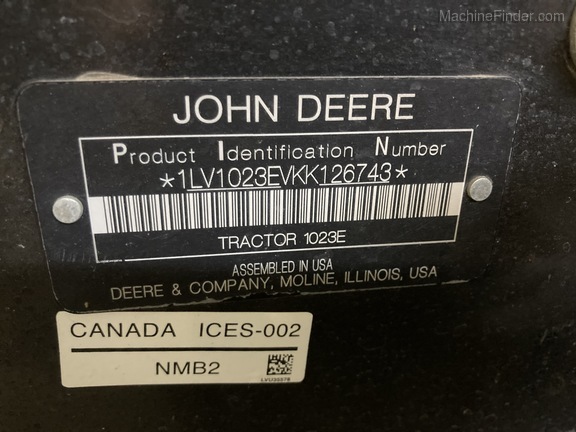 MachineFinder.com
JOHN DEERE
Product Identification Number
*1LV1023EVKK126743*
TRACTOR 1023E
ASSEMBLED IN USA
DEERE & COMPANY, MOLINE, ILLINOIS, USA
CANADA ICES-002
NMB2